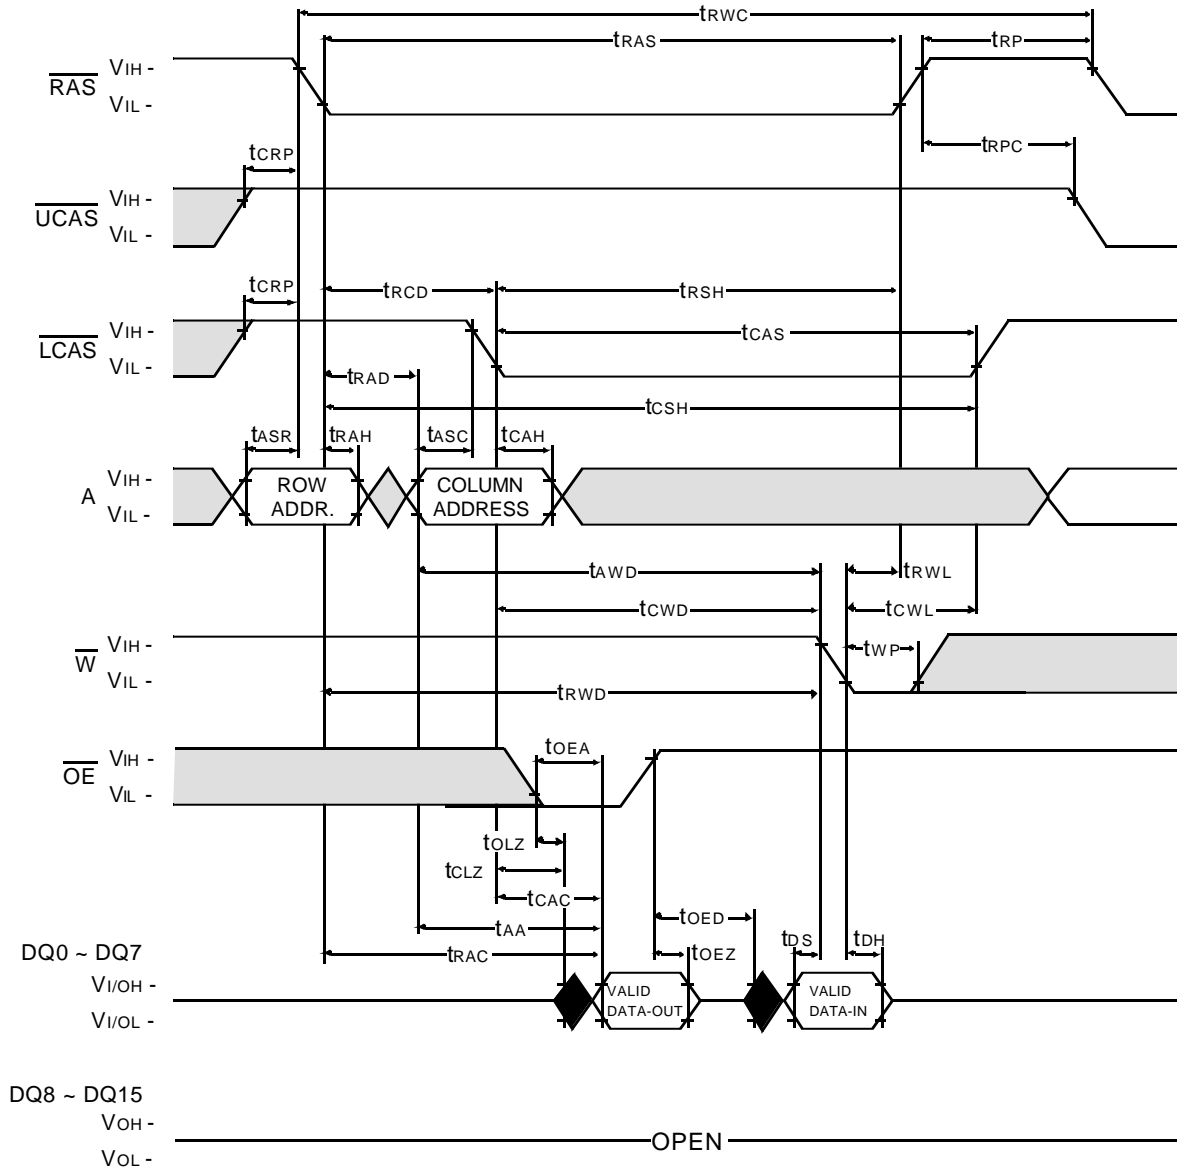 tRWC
tRAS
tRP
RAS
VIH -
VIL -
tCRP
tRPC
UCAS
VIH -
VIL -
tCRP
tRCD
tRSH
LCAS
VIH -
VIL -
tCAS
tRAD
tCSH
tASR
tRAH
tASC
tCAH
A
VIH -
VIL -
ROW
ADDR.
COLUMN
ADDRESS
tAWD
tRWL
tCWD
tCWL
W
VIH -
VIL -
tWP
tRWD
OE
VIH -
VIL -
tOEA
tOLZ
tCLZ
tCAC
tOED
tAA
tRAC
tOEZ
tDS
tDH
DQ0 ~ DQ7
VI/OH -
VI/OL -
VALID
DATA-OUT
VALID
DATA-IN
DQ8 ~ DQ15
VOH -
VOL -
OPEN